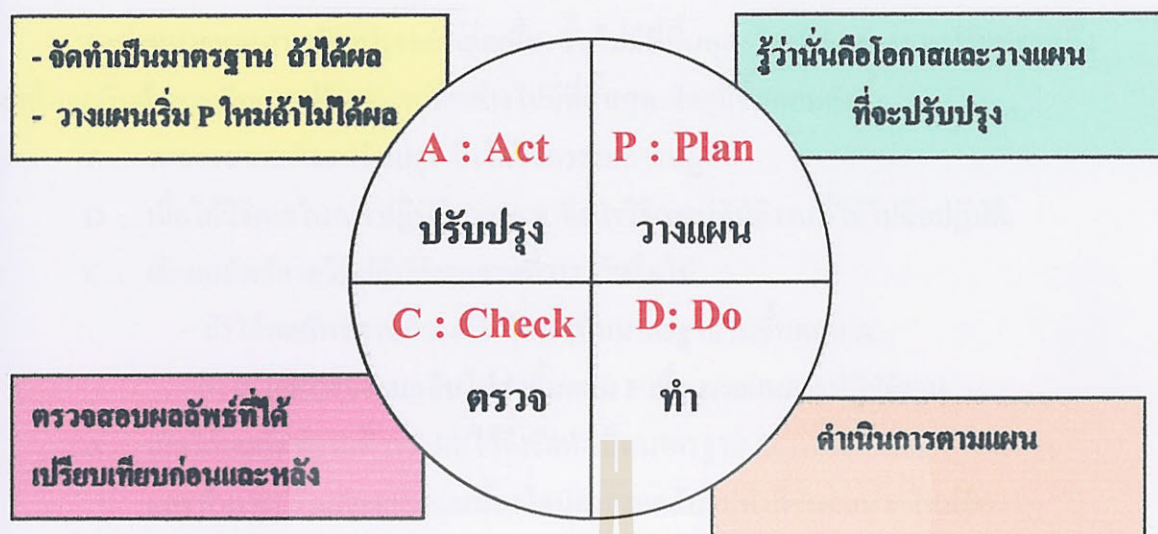 - จัดทำเป็นมาตรฐาน ถ้าได้ผล
- วางแผนเริ่ม P ใหม่ถ้าไม่ได้ผล
รู้ว่านั่นคือโอกาสและวางแผน
ที่จะปรับปรุง
A : Act
ปรับปรุง
P : Plan
วางแผน
C : Check
ตรวจ
D: Do
ทำ
ตรวจสอบผลลัพธ์ที่ได้
เปรียบเทียบก่อนและหลัง
ดำเนินการตามแผน